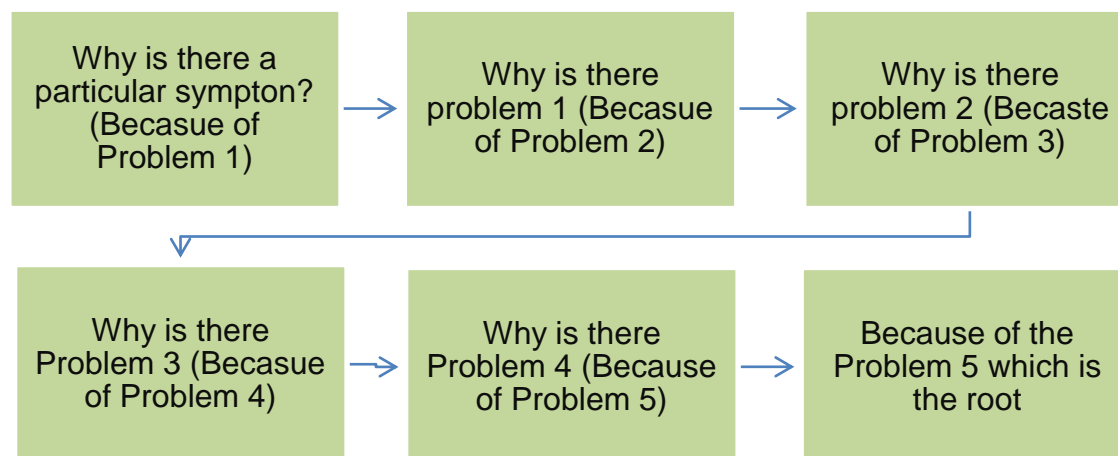 Why is there a
particular sympton?
(Becasue of
Problem 1)
Why is there
problem 1 (Becasue
of Problem 2)
Why is there
problem 2 (Becaste
of Problem 3)
Why is there
Problem 3 (Becasue
of Problem 4)
Why is there
Problem 4 (Because
of Problem 5)
Because of the
Problem 5 which is
the root